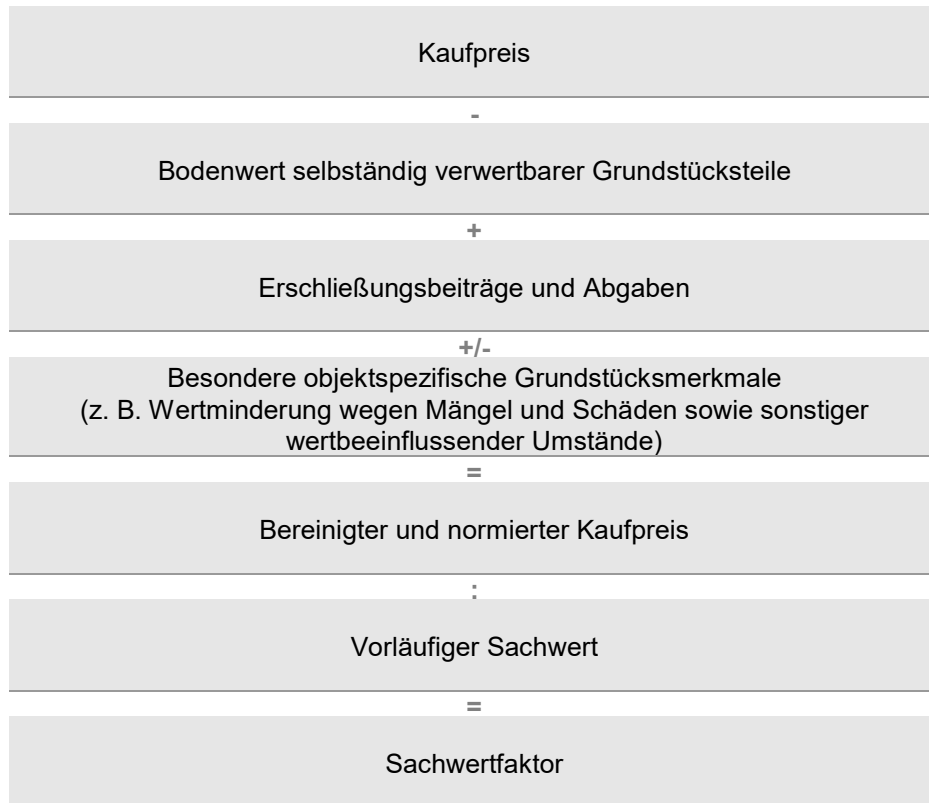 Kaufpreis
-
Bodenwert selbständig verwertbarer Grundstücksteile
+
Erschließungsbeiträge und Abgaben
+/-
Besondere objektspezifische Grundstücksmerkmale
(z. B. Wertminderung wegen Mängel und Schäden sowie sonstiger
wertbeeinflussender Umstände)
=
Bereinigter und normierter Kaufpreis
:
Vorläufiger Sachwert
=
Sachwertfaktor